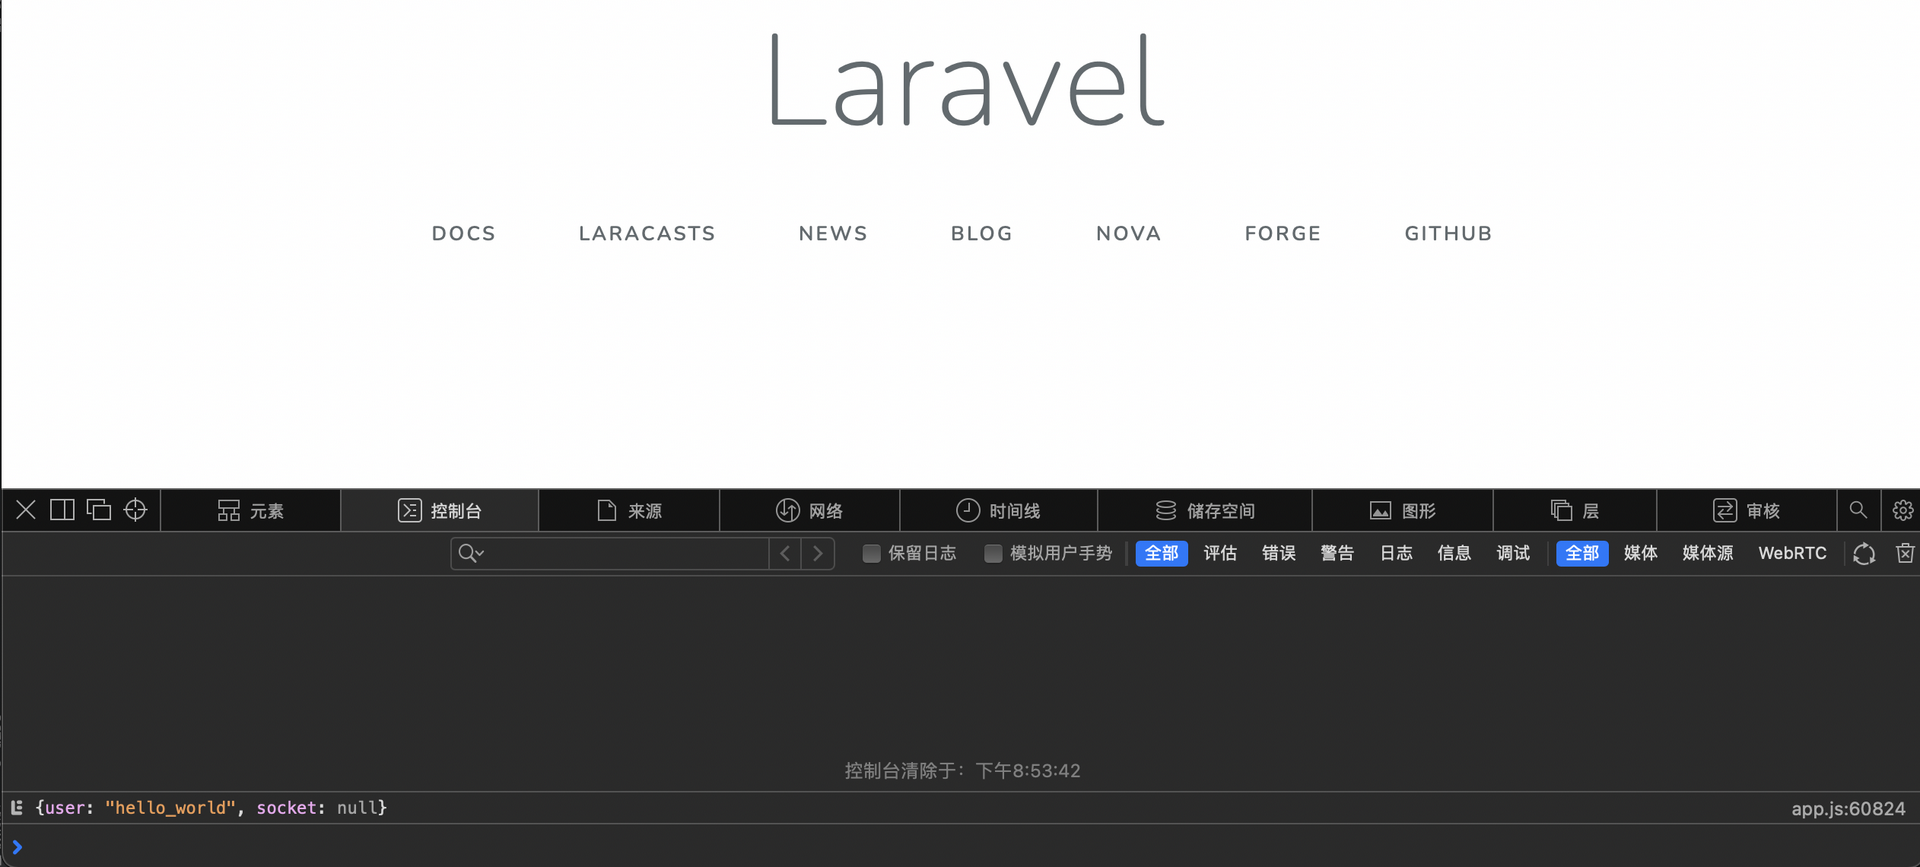 Laravel
DOCS LARACASTS NEWS BLOG NOVA FORGE GITHUB
元素 控制台 来源 网络 时间线 储存空间 图形 层 审核
保留日志 模拟用户手势 全部 评估 错误 警告 日志 信息 调试 全部 媒体 媒体源 WebRTC
控制台清除于：下午8:53:42
E {user: "hello_world", socket: null} app.js:60824